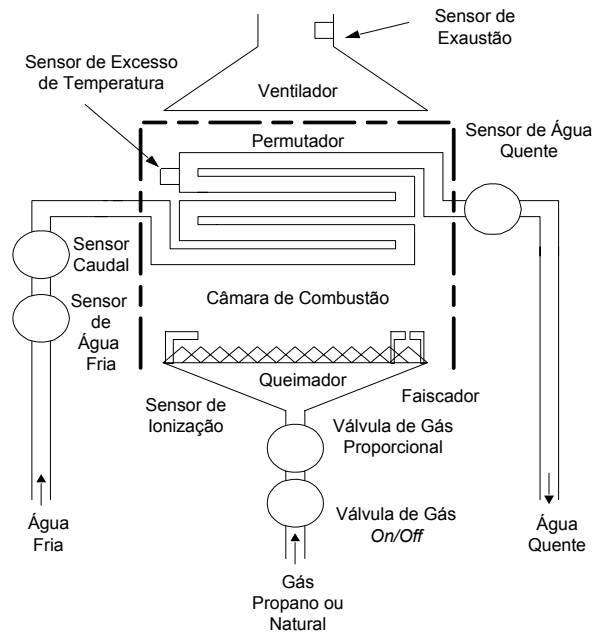 Sensor de
Exaustão
Sensor de Excesso
de Temperatura
Ventilador
Permutador
Sensor de Água
Quente
Sensor
Caudal
Sensor
de
Água
Fria
Câmara de Combustão
Queimador
Faiscador
Sensor de
Ionização
Válvula de Gás
Proporcional
Válvula de Gás
On/Off
Água
Fria
Água
Quente
Gás
Propano ou
Natural